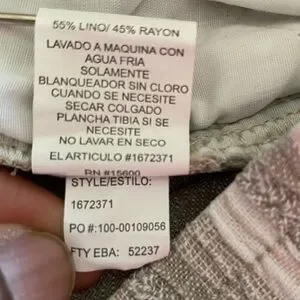 55% LINO/ 45% RAYON
LAVADO A MAQUINA CON
AGUA FRIA
SOLAMENTE
BLANQUEADOR SIN CLORO
CUANDO SE NECESITE
SECAR COLGADO
PLANCHA TIBIA SI SE
NECESITE
NO LAVAR EN SECO
EL ARTICULO #1672371
RN #15600
STYLE/ESTILO:
1672371
PO #:100-00109056
FTY EBA: 52237